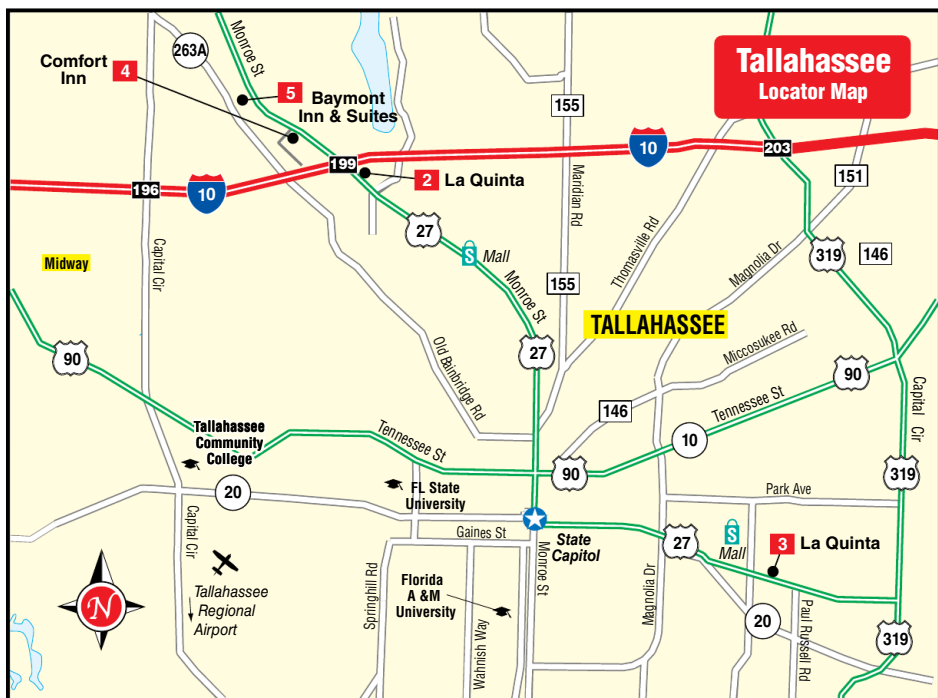 Tallahassee
Locator Map
263A
Monroe St
Comfort
Inn
4
5
Baymont
Inn & Suites
155
10
203
199
196
10
2
La Quinta
151
Maridian Rd
Thomasville Rd
Magnolia Dr
27
S
Mall
319
146
Capital Cir
Midway
155
Monroe St
TALLAHASSEE
27
Miccosukee Rd
90
90
Old Bainbridge Rd
Capital Cir
146
Tennessee St
10
Tallahassee
Community
College
Tennessee St
90
319
20
FL State
University
Park Ave
Capital Cir
Gaines St
State
Capitol
27
S
Mall
3
La Quinta
Monroe St
Magnolia Dr
Springhill Rd
Florida
A & M
University
Tallahassee
Regional
Airport
N
Wahnish Way
20
Paul Russell Rd
319